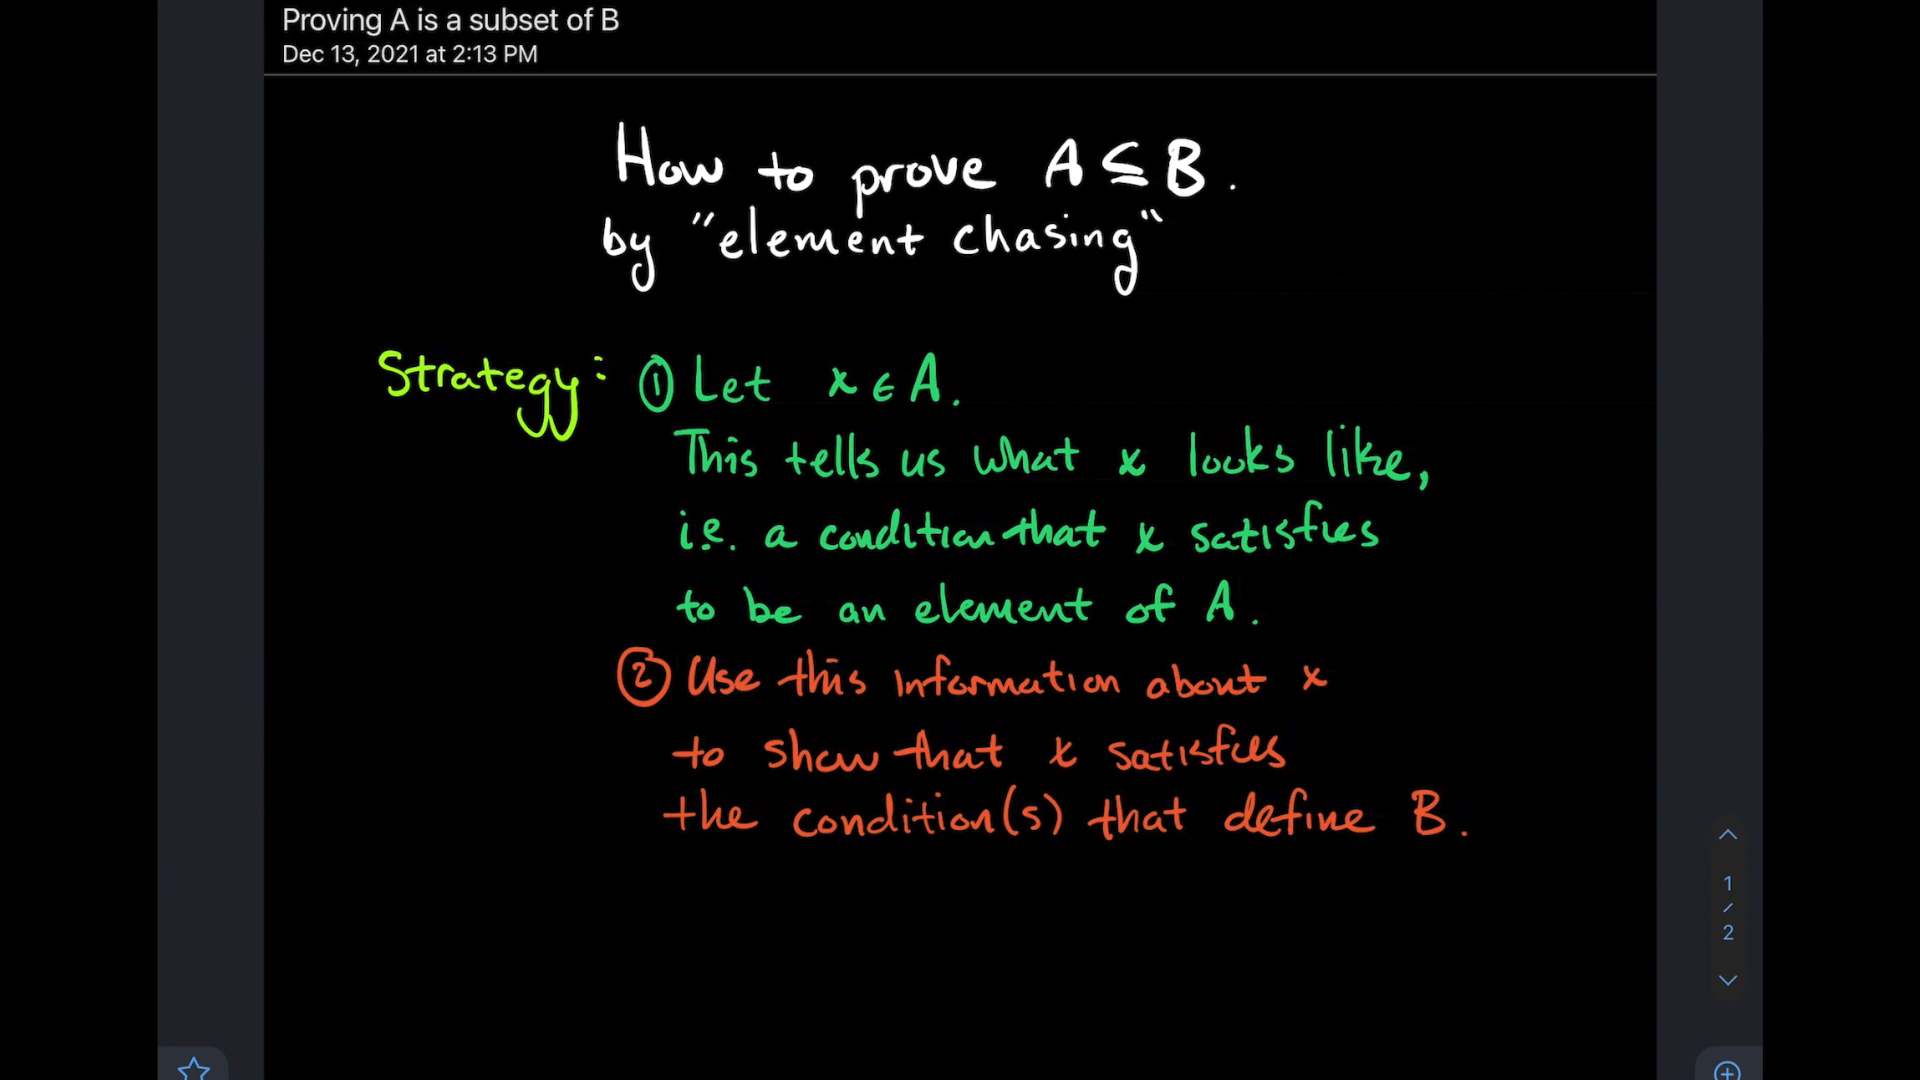 Proving A is a subset of B
Dec 13, 2021 at 2:13 PM
How to prove A ⊆ B.
by "element chasing"
Strategy: ① Let x ∈ A.
This tells us what x looks like,
i.e. a condition that x satisfies
to be an element of A.
② Use this information about x
to show that x satisfies
the condition(s) that define B.
1
/
2